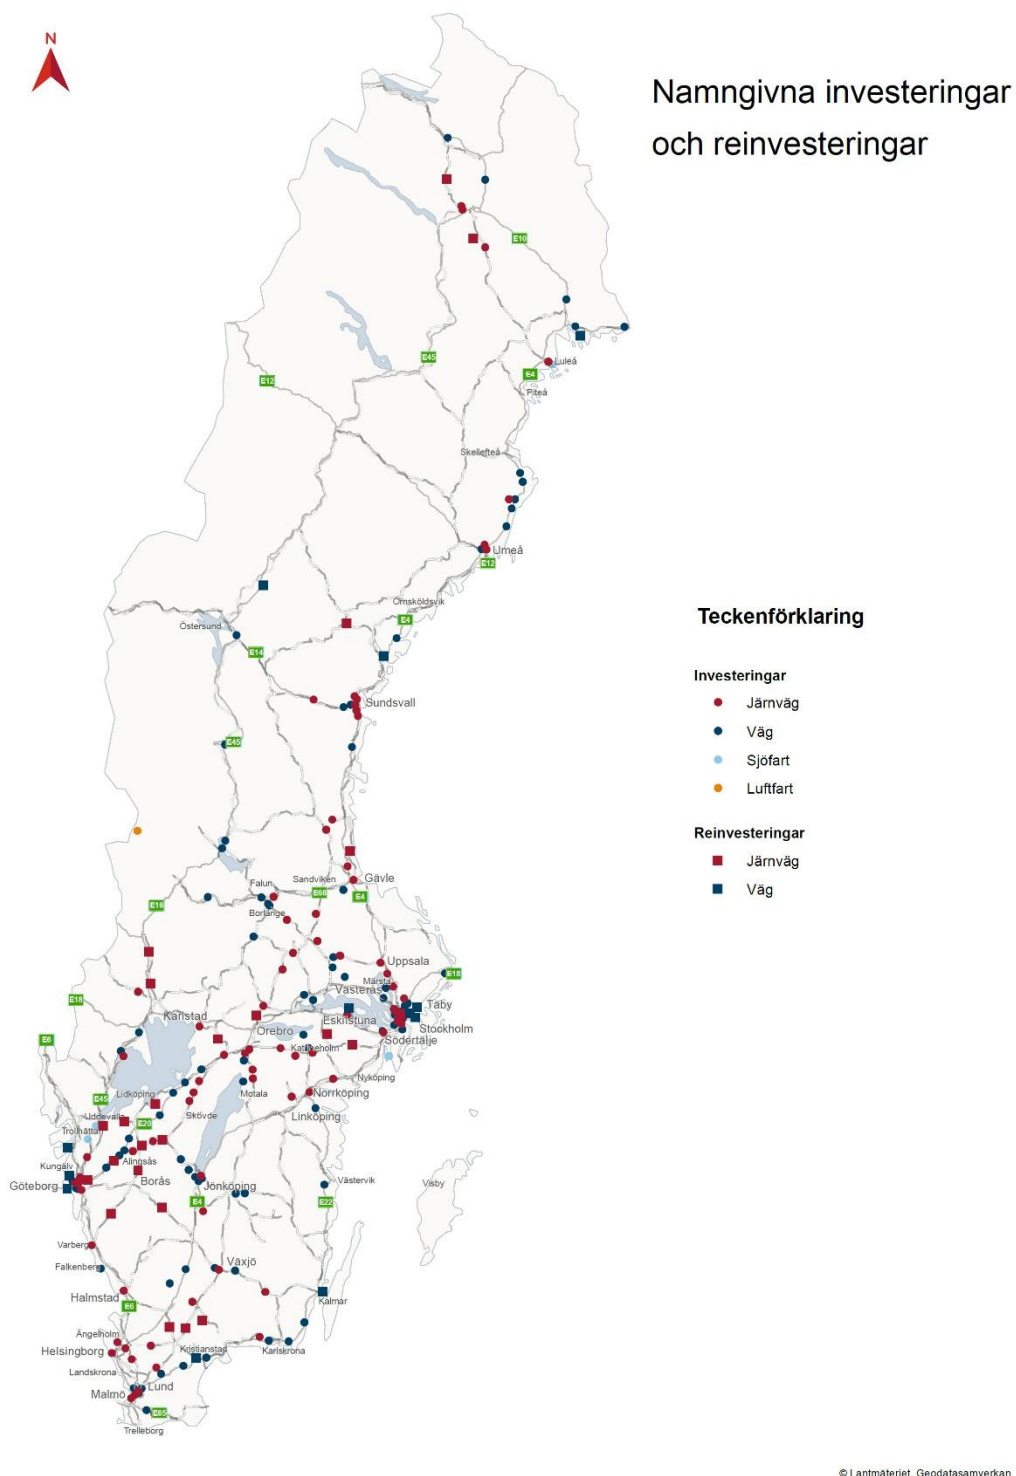 N
Namngivna investeringar
och reinvesteringar
E10
Luleå
E45
E4
E12
Piteå
Skellefteå
Umeå
E12
Örnsköldsvik
E4
Östersund
E14
Sundsvall
E45
Falun
Sandviken
Gävle
E68
E4
E16
Borlänge
Uppsala
E18
Märsta
Västerås
Täby
E18
Karlstad
Eskilstuna
Stockholm
Örebro
Södertälje
E6
Katrineholm
Nyköping
Lidköping
Motala
Norrköping
E45
Skövde
Linköping
Uddevalla
E20
Trollhättan
Alingsås
Kungälv
Borås
Jönköping
Västervik
Visby
Göteborg
E4
E22
Varberg
Växjö
Falkenberg
Halmstad
Kalmar
E6
Ängelholm
Helsingborg
Kristianstad
Karlskrona
Landskrona
Lund
Malmö
E65
Trelleborg
Teckenförklaring
Investeringar
Järnväg
Väg
Sjöfart
Luftfart
Reinvesteringar
Järnväg
Väg
© Lantmäteriet, Geodatasamverkan